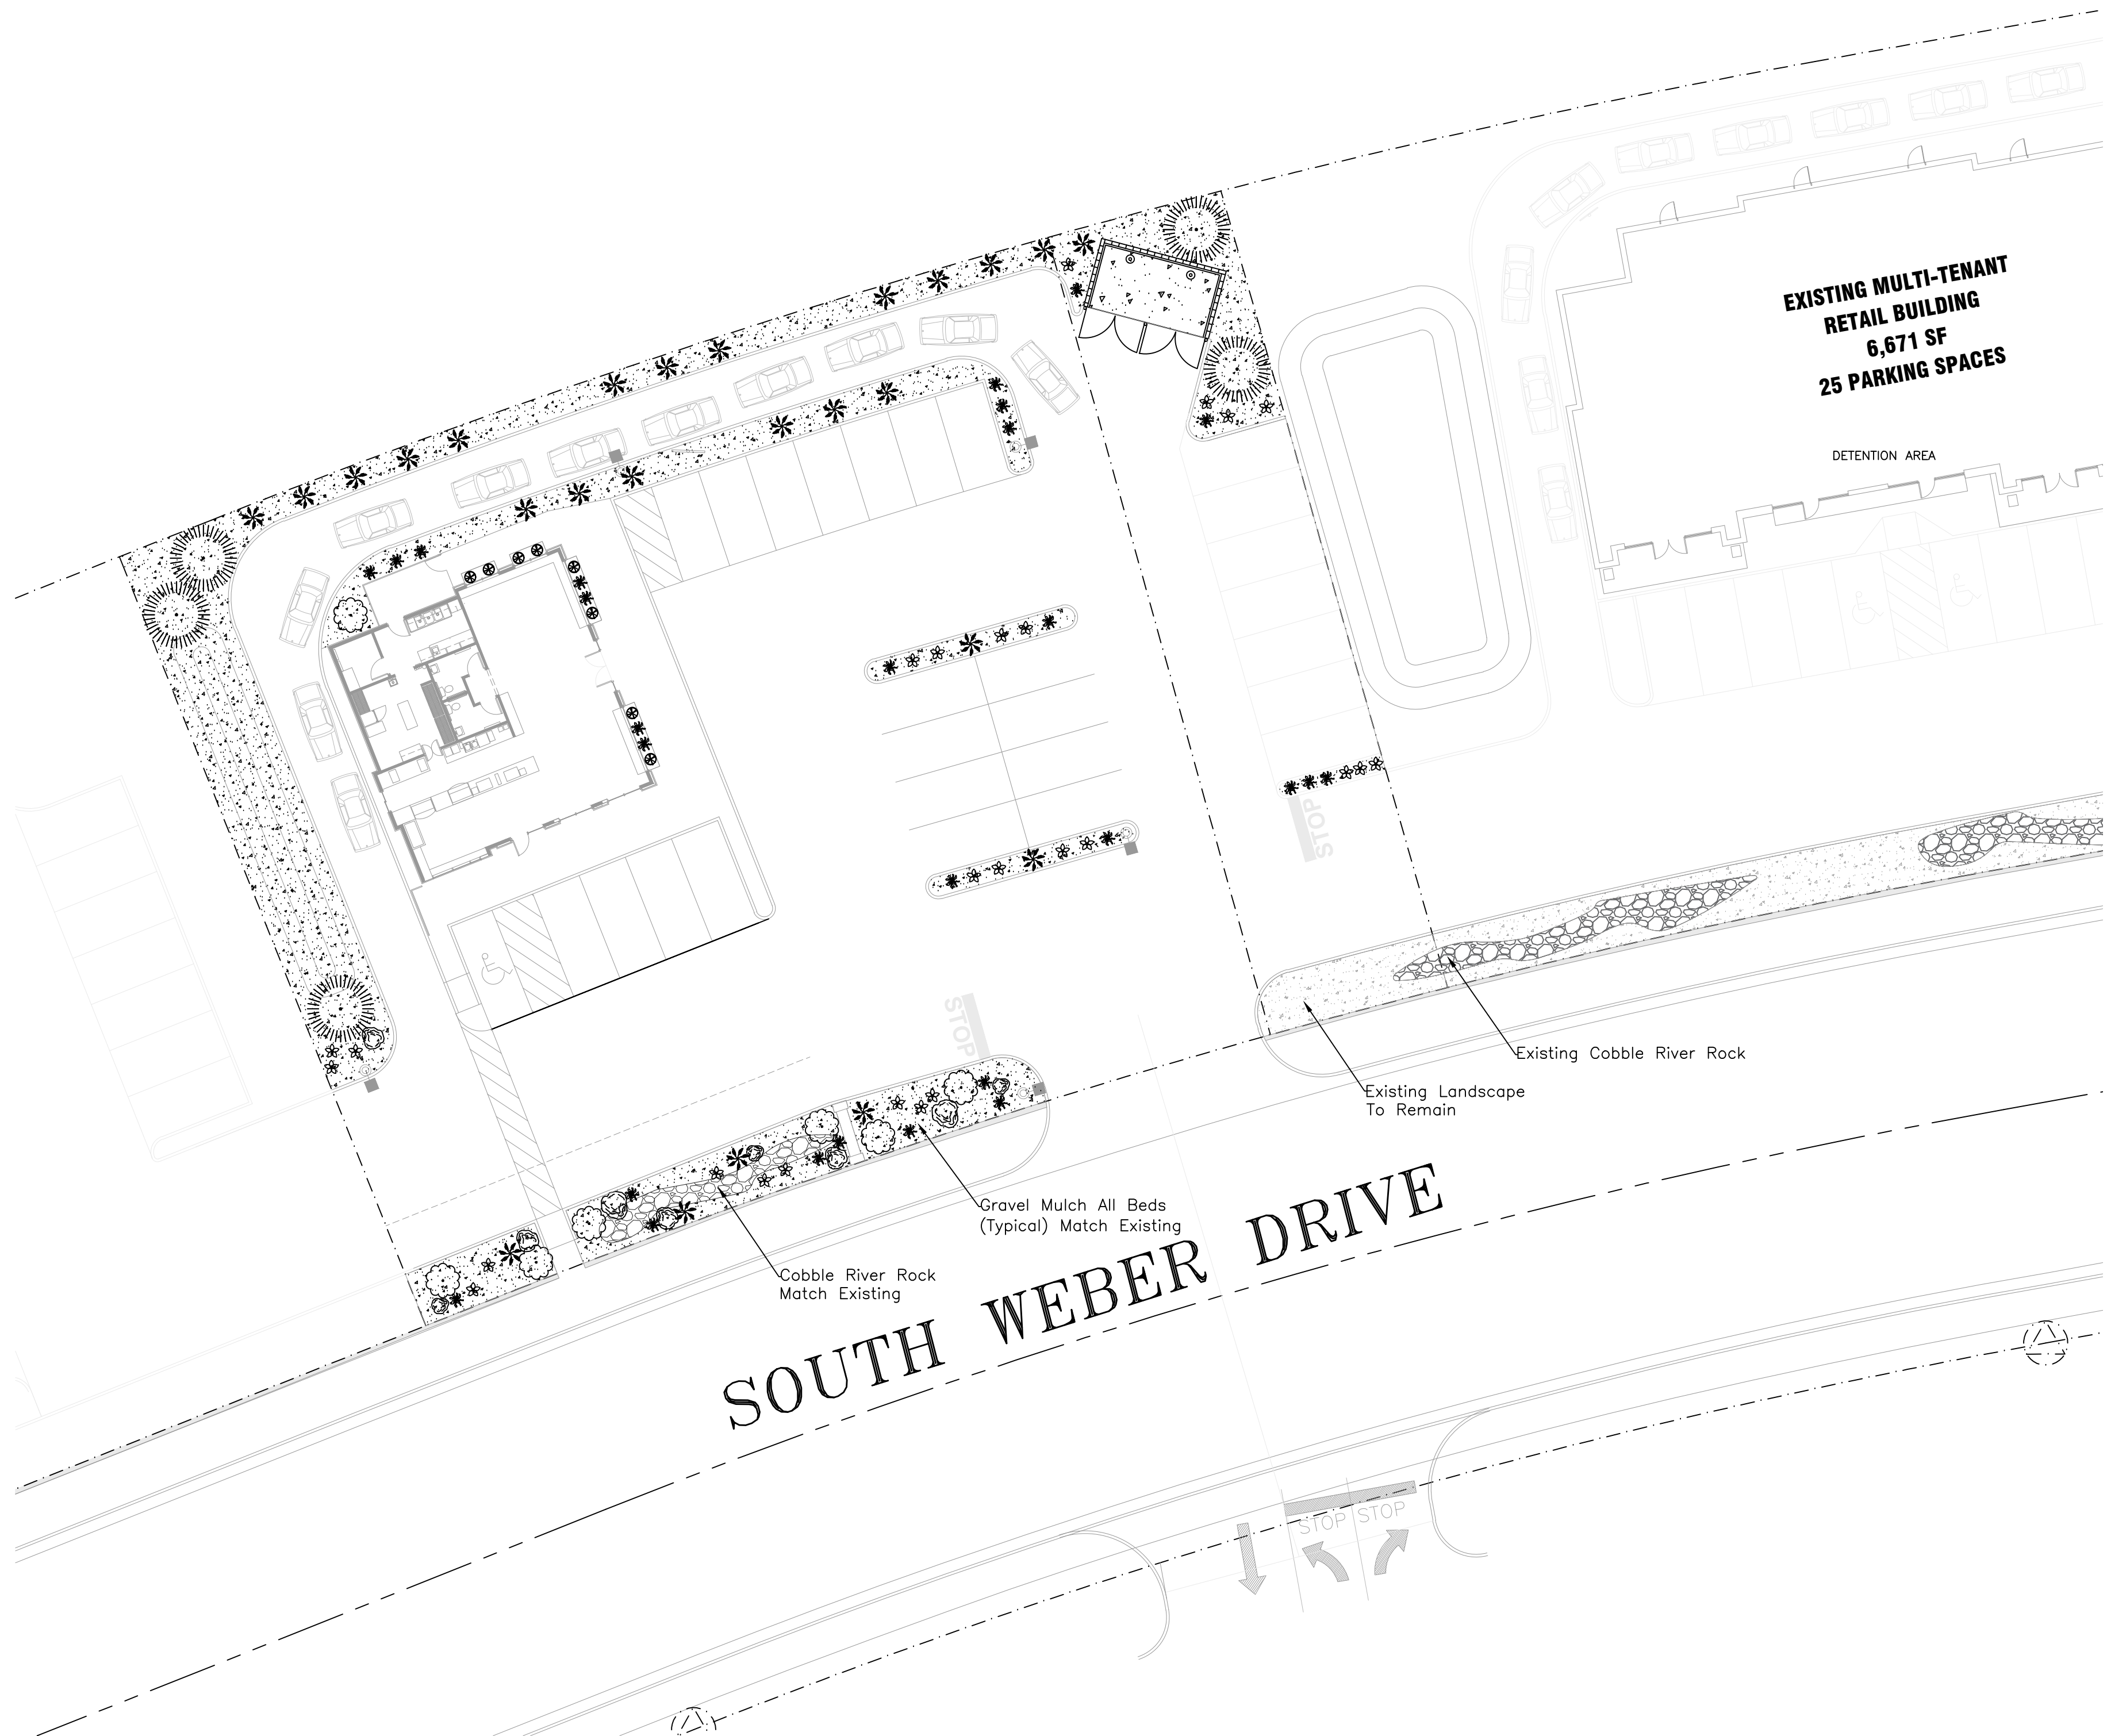 EXISTING MULTI-TENANT
RETAIL BUILDING
6,671 SF
25 PARKING SPACES
DETENTION AREA
STOP
STOP
Existing Cobble River Rock
Existing Landscape
To Remain
Gravel Mulch All Beds
(Typical) Match Existing
Cobble River Rock
Match Existing
SOUTH WEBER DRIVE
STOP STOP